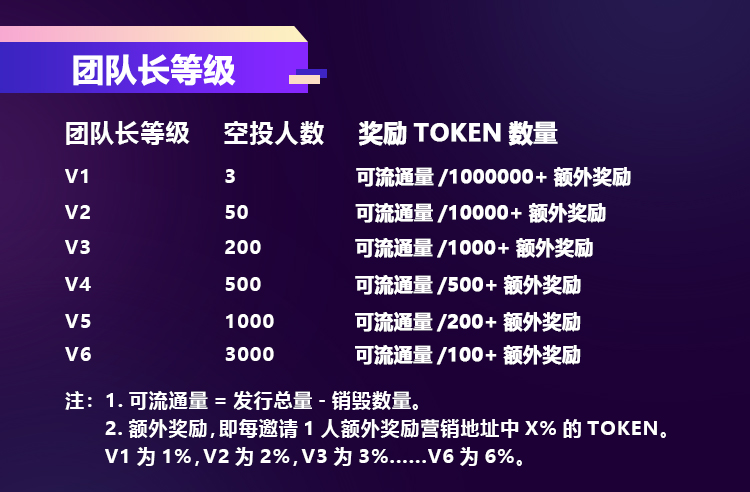 团队长等级
团队长等级 空投人数 奖励 TOKEN 数量
V1 3 可流通量 /1000000+ 额外奖励
V2 50 可流通量 /10000+ 额外奖励
V3 200 可流通量 /1000+ 额外奖励
V4 500 可流通量 /500+ 额外奖励
V5 1000 可流通量 /200+ 额外奖励
V6 3000 可流通量 /100+ 额外奖励
注：1. 可流通量 = 发行总量 - 销毁数量。
2. 额外奖励，即每邀请 1 人额外奖励营销地址中 X% 的 TOKEN。
V1 为 1%，V2 为 2%，V3 为 3%......V6 为 6%。